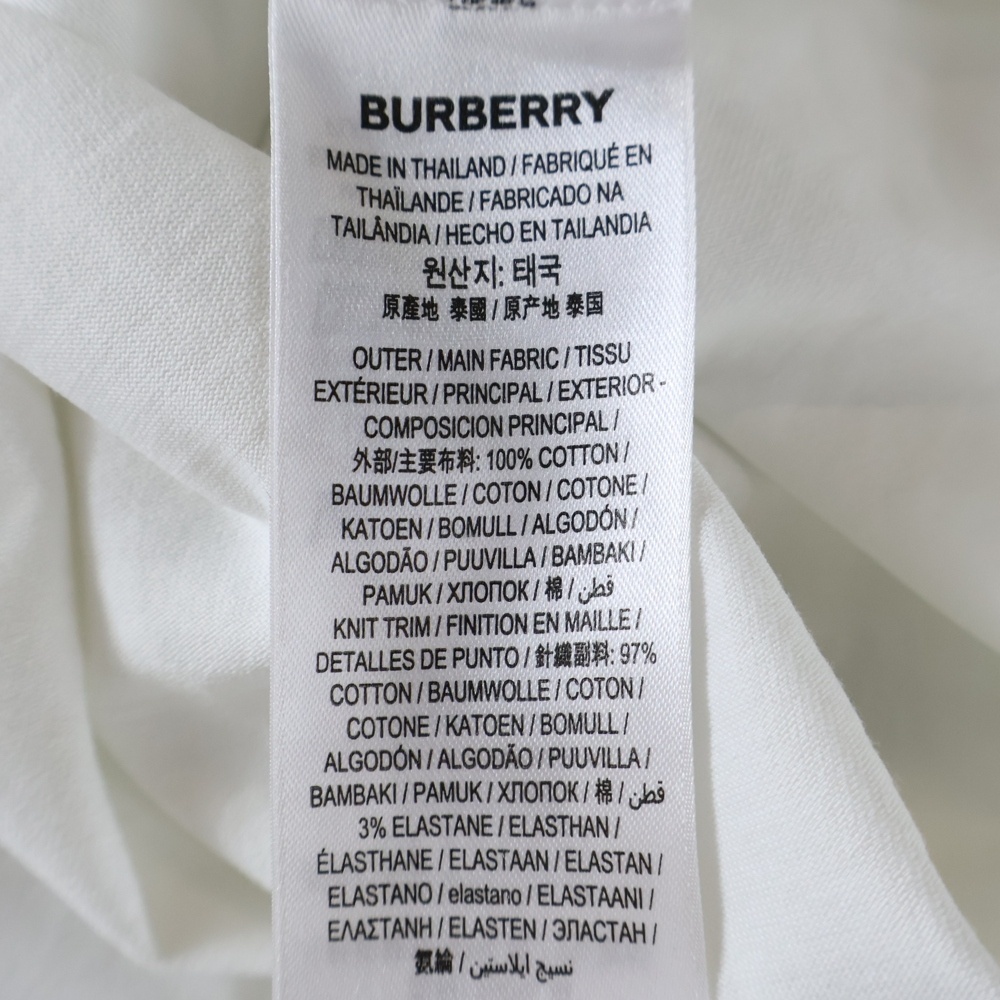 BURBERRY
MADE IN THAILAND / FABRIQUÉ EN
THAÏLANDE / FABRICADO NA
TAILÂNDIA / HECHO EN TAILANDIA
원산지: 태국
原產地 泰國 / 原产地 泰国
OUTER / MAIN FABRIC / TISSU
EXTÉRIEUR / PRINCIPAL / EXTERIOR -
COMPOSICION PRINCIPAL /
外部/主要布料: 100% COTTON /
BAUMWOLLE / COTON / COTONE /
KATOEN / BOMULL / ALGODÓN /
ALGODÃO / PUUVILLA / BAMBAKI /
PAMUK / ХЛОПОК / 棉 / قطن
KNIT TRIM / FINITION EN MAILLE /
DETALLES DE PUNTO / 針織副料: 97%
COTTON / BAUMWOLLE / COTON /
COTONE / KATOEN / BOMULL /
ALGODÓN / ALGODÃO / PUUVILLA /
BAMBAKI / PAMUK / ХЛОПОК / 棉 / قطن
3% ELASTANE / ELASTHAN /
ÉLASTHANE / ELASTAAN / ELASTAN /
ELASTANO / elastano / ELASTAANI /
ΕΛΑΣΤΑΝΗ / ELASTEN / ЭЛАСТАН /
氨綸 / نسيج ايلاستين